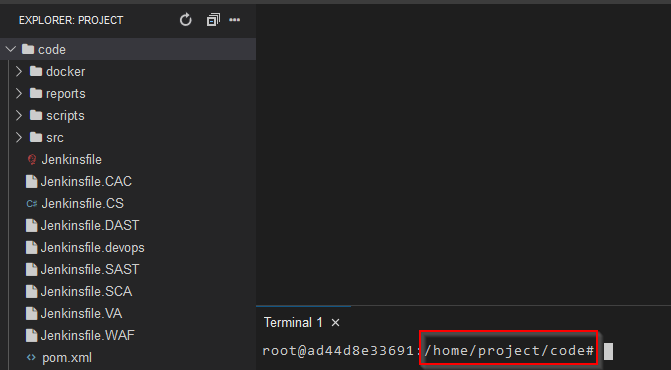 EXPLORER: PROJECT
code
docker
reports
scripts
src
Jenkinsfile
Jenkinsfile.CAC
Jenkinsfile.CS
Jenkinsfile.DAST
Jenkinsfile.devops
Jenkinsfile.SAST
Jenkinsfile.SCA
Jenkinsfile.VA
Jenkinsfile.WAF
pom.xml
Terminal 1
root@ad44d8e33691:/home/project/code#